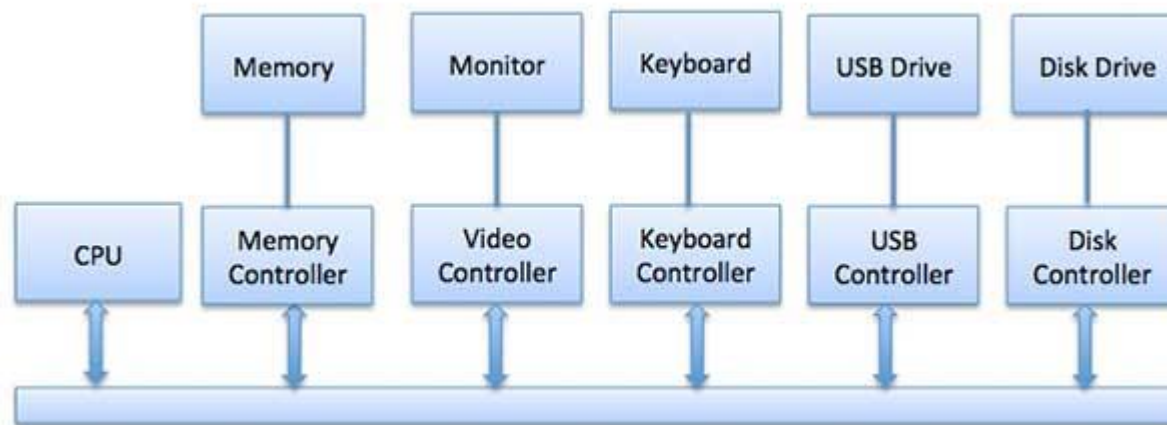 Memory
Monitor
Keyboard
USB Drive
Disk Drive
CPU
Memory
Controller
Video
Controller
Keyboard
Controller
USB
Controller
Disk
Controller